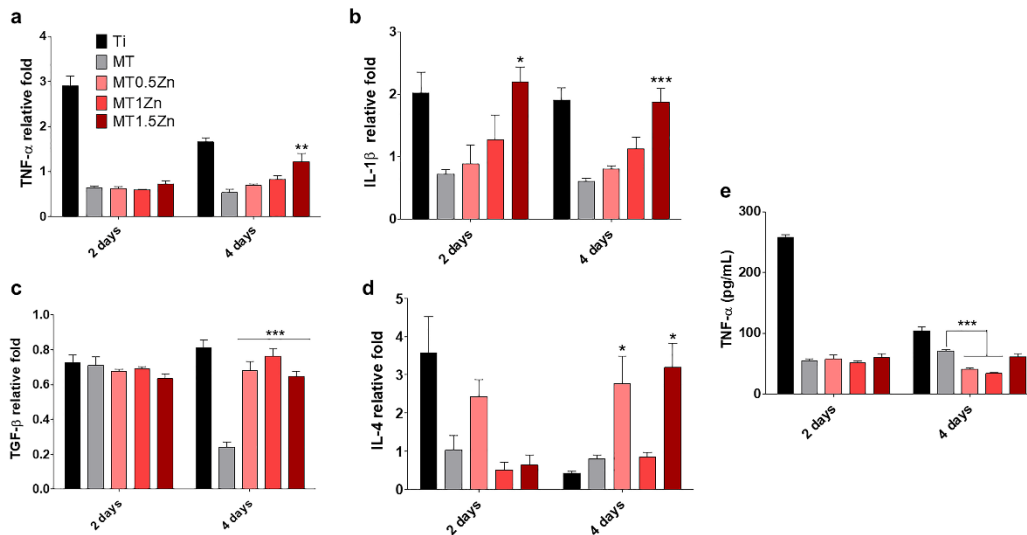 a
TNF-α relative fold
4
3
2
1
0
Ti
MT
MT0.5Zn
MT1Zn
MT1.5Zn
**
2 days
4 days
b
IL-1β relative fold
3
2
1
0
*
***
2 days
4 days
c
TGF-β relative fold
1.0
0.8
0.6
0.4
0.2
0.0
***
2 days
4 days
d
IL-4 relative fold
5
4
3
2
1
0
*
*
2 days
4 days
e
TNF-α (pg/mL)
300
200
100
50
0
***
2 days
4 days